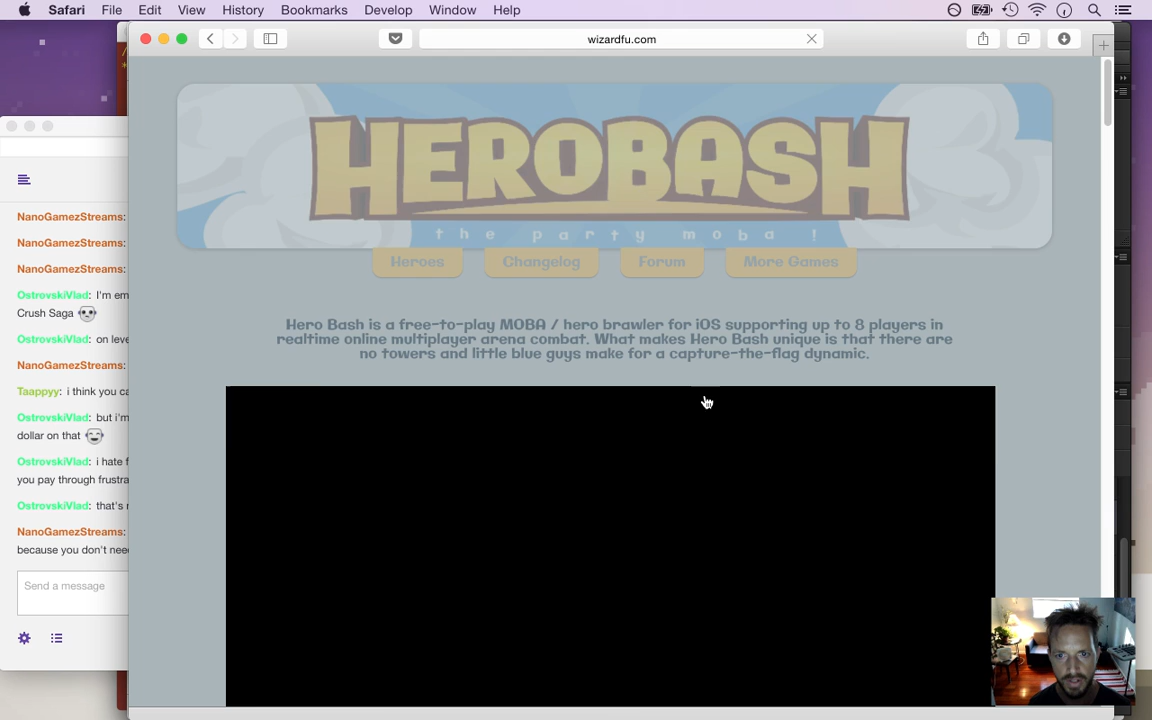 Safari File Edit View History Bookmarks Develop Window Help
wizardfu.com
HEROBASH
the party moba !
Heroes Changelog Forum More Games
Hero Bash is a free-to-play MOBA / hero brawler for iOS supporting up to 8 players in
realtime online multiplayer arena combat. What makes Hero Bash unique is that there are
no towers and little blue guys make for a capture-the-flag dynamic.
NanoGamezStreams:
NanoGamezStreams:
NanoGamezStreams:
OstrovskiVlad: I'm em
Crush Saga
OstrovskiVlad: on leve
NanoGamezStreams:
Taappyy: i think you ca
OstrovskiVlad: but i'm
dollar on that
OstrovskiVlad: i hate f
you pay through frustra
OstrovskiVlad: that's
NanoGamezStreams:
because you don't nee
Send a message